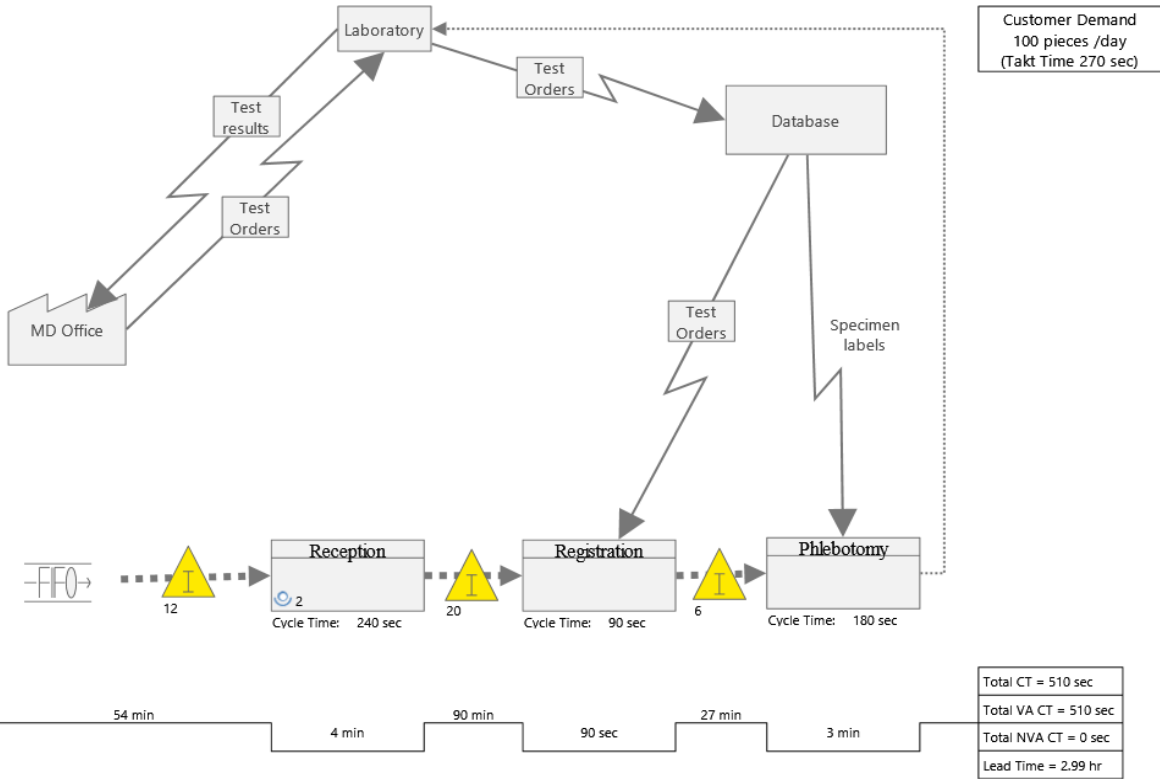 Laboratory
Customer Demand
100 pieces /day
(Takt Time 270 sec)
Test
Orders
Test
results
Database
Test
Orders
MD Office
Test
Orders
Specimen
labels
FIFO
12
Reception
2
Cycle Time: 240 sec
20
Registration
Cycle Time: 90 sec
6
Phlebotomy
Cycle Time: 180 sec
I
I
I
54 min
4 min
90 min
90 sec
27 min
3 min
Total CT = 510 sec
Total VA CT = 510 sec
Total NVA CT = 0 sec
Lead Time = 2.99 hr